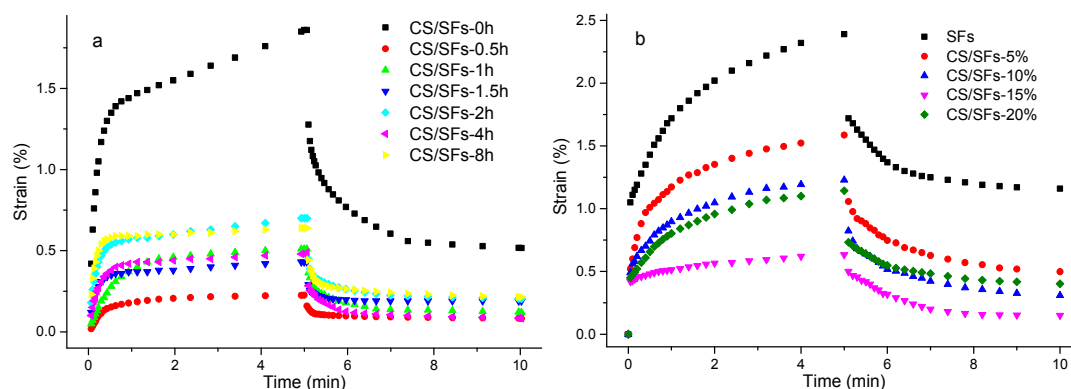 a
CS/SFs-0h
CS/SFs-0.5h
CS/SFs-1h
CS/SFs-1.5h
CS/SFs-2h
CS/SFs-4h
CS/SFs-8h
Strain (%)
1.5
1.0
0.5
0.0
0 2 4 6 8 10
Time (min)
b
SFs
CS/SFs-5%
CS/SFs-10%
CS/SFs-15%
CS/SFs-20%
Strain (%)
2.5
2.0
1.5
1.0
0.5
0.0
0 2 4 6 8 10
Time (min)